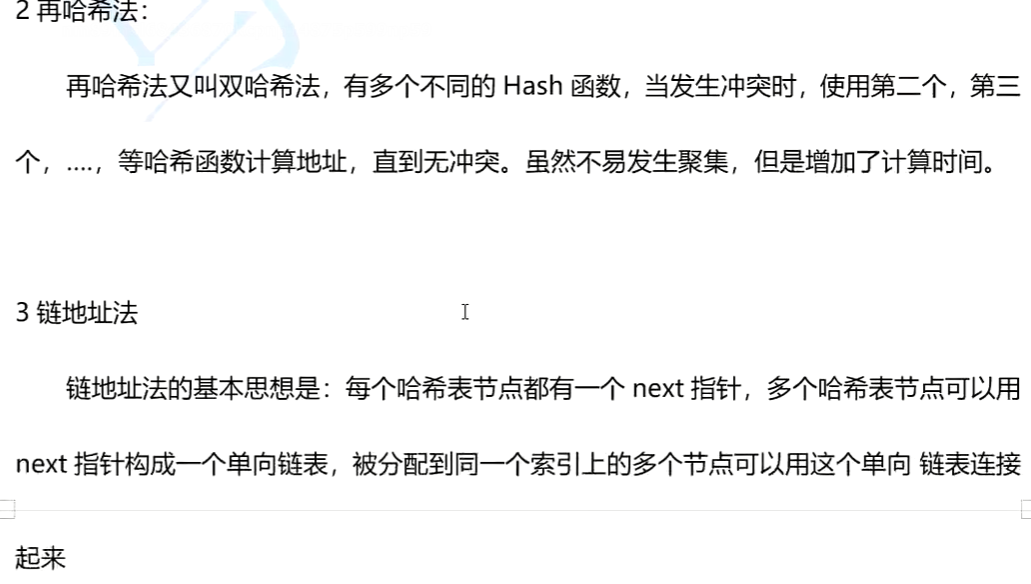 2 再哈希法：
再哈希法又叫双哈希法，有多个不同的 Hash 函数，当发生冲突时，使用第二个，第三
个，....，等哈希函数计算地址，直到无冲突。虽然不易发生聚集，但是增加了计算时间。
3 链地址法
链地址法的基本思想是：每个哈希表节点都有一个 next 指针，多个哈希表节点可以用
next 指针构成一个单向链表，被分配到同一个索引上的多个节点可以用这个单向 链表连接
起来